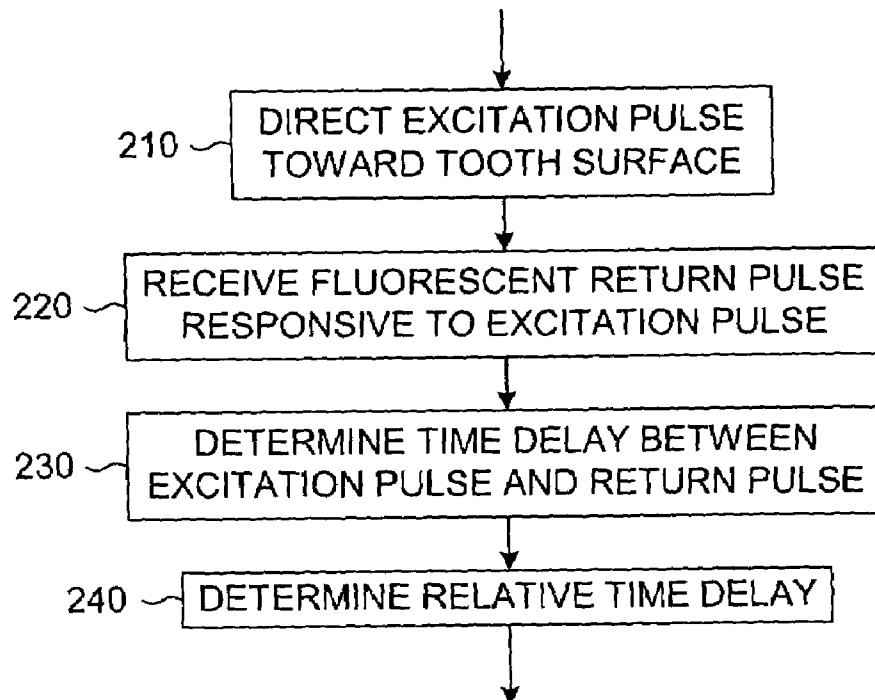 210
DIRECT EXCITATION PULSE
TOWARD TOOTH SURFACE
220
RECEIVE FLUORESCENT RETURN PULSE
RESPONSIVE TO EXCITATION PULSE
230
DETERMINE TIME DELAY BETWEEN
EXCITATION PULSE AND RETURN PULSE
240
DETERMINE RELATIVE TIME DELAY